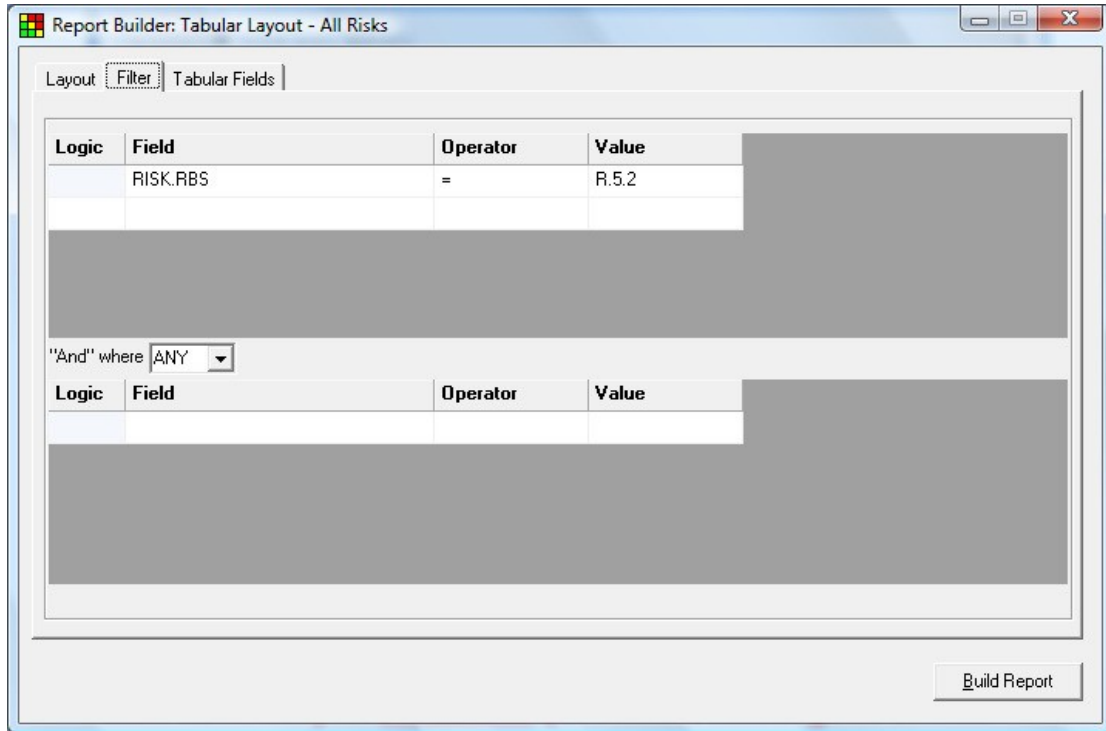 Report Builder: Tabular Layout - All Risks
Layout Filter Tabular Fields
Logic Field Operator Value
RISK.RBS = R.5.2
"And" where ANY
Logic Field Operator Value
Build Report